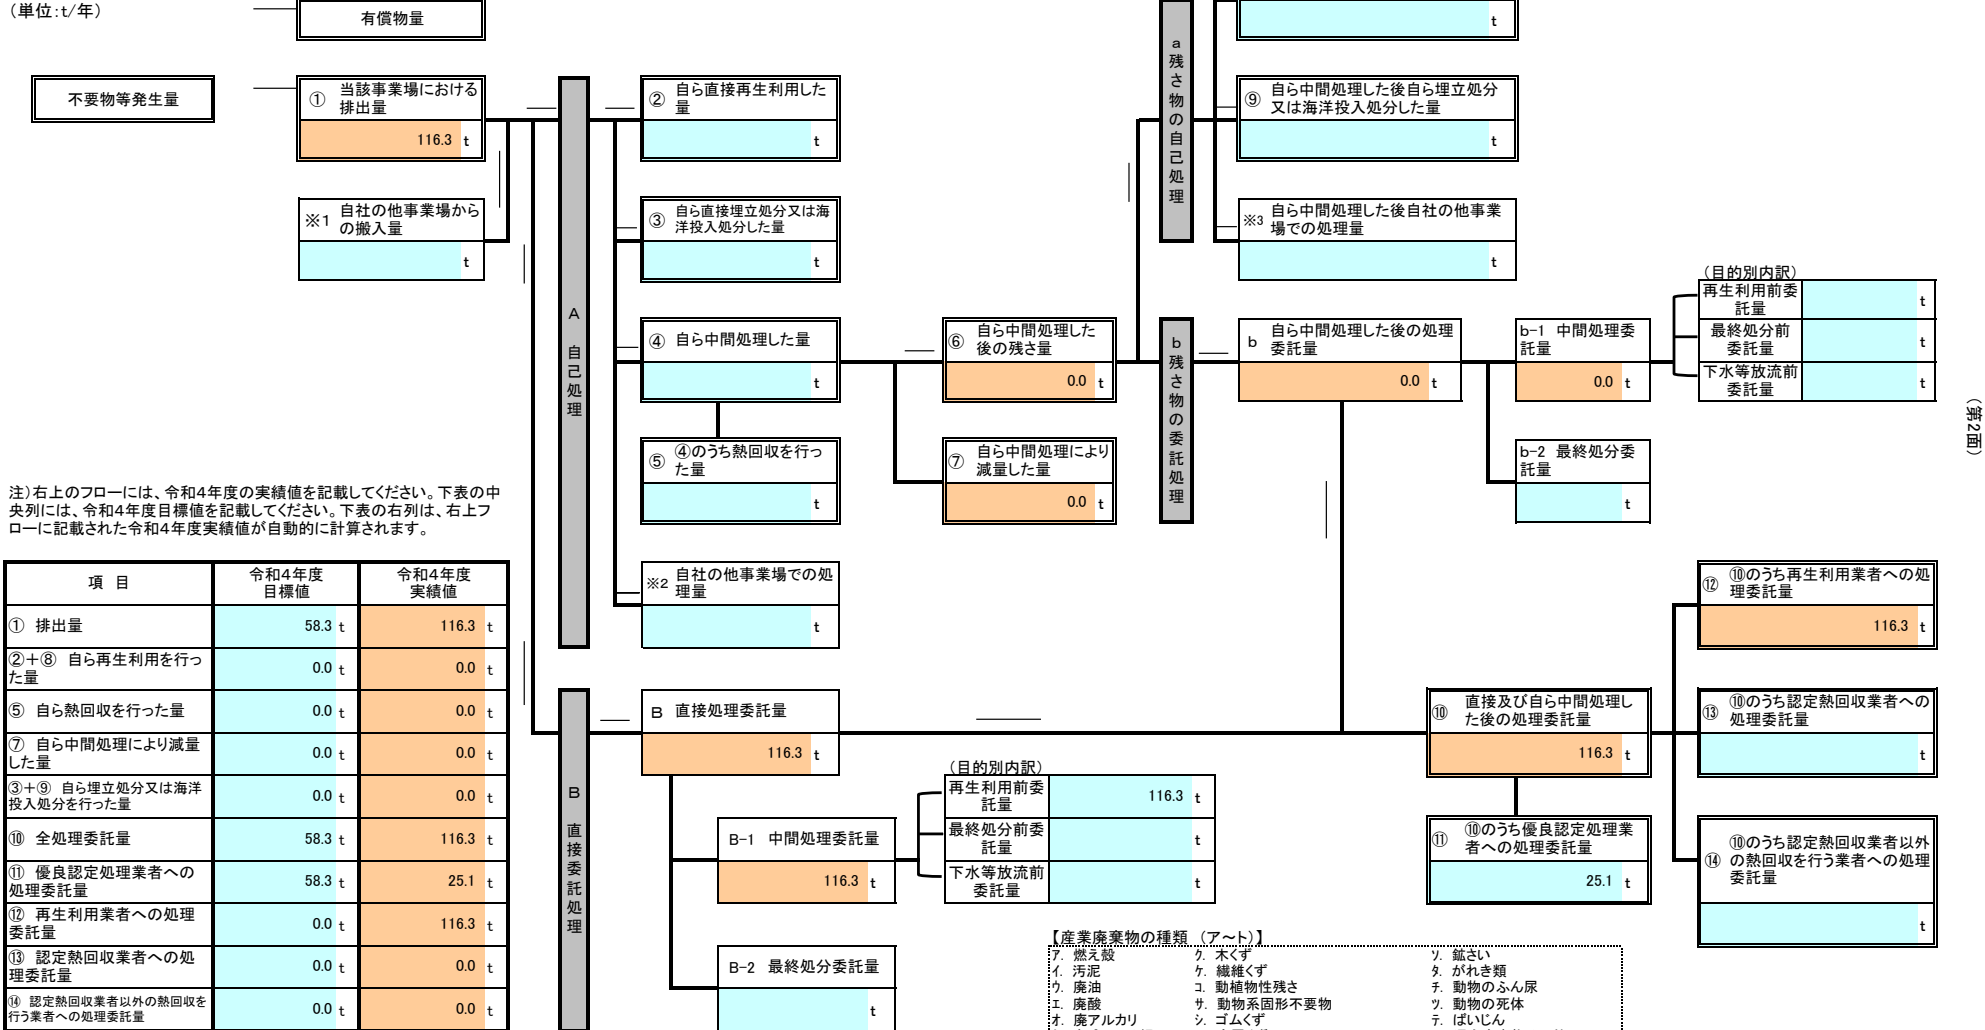 （単位：t/年）
有償物量
t
不要物等発生量
① 当該事業場における
排出量
116.3 t
※1 自社の他事業場から
の搬入量
t
A 自己処理
② 自ら直接再生利用した
量
t
③ 自ら直接埋立処分又は海
洋投入処分した量
t
④ 自ら中間処理した量
t
⑤ ④のうち熱回収を行っ
た量
t
※2 自社の他事業場での処
理量
t
⑥ 自ら中間処理した
後の残さ量
0.0 t
⑦ 自ら中間処理により
減量した量
0.0 t
a 残さ物の自己処理
⑨ 自ら中間処理した後自ら埋立処分
又は海洋投入処分した量
t
※3 自ら中間処理した後自社の他事業
場での処理量
t
b 残さ物の委託処理
b 自ら中間処理した後の処理
委託量
0.0 t
b-1 中間処理委
託量
0.0 t
b-2 最終処分委
託量
t
（目的別内訳）
再生利用前委
託量
t
最終処分前
委託量
t
下水等放流前
委託量
t
（第2面）
注）右上のフローには、令和４年度の実績値を記載してください。下表の中
央列には、令和４年度目標値を記載してください。下表の右列は、右上フ
ローに記載された令和４年度実績値が自動的に計算されます。
項 目 令和４年度 目標値 令和４年度 実績値
① 排出量 58.3 t 116.3 t
②＋⑧ 自ら再生利用を行っ
た量 0.0 t 0.0 t
⑤ 自ら熱回収を行った量 0.0 t 0.0 t
⑦ 自ら中間処理により減量
した量 0.0 t 0.0 t
③＋⑨ 自ら埋立処分又は海洋
投入処分を行った量 0.0 t 0.0 t
⑩ 全処理委託量 58.3 t 116.3 t
⑪ 優良認定処理業者への
処理委託量 58.3 t 25.1 t
⑫ 再生利用業者への処理
委託量 0.0 t 116.3 t
⑬ 認定熱回収業者への処
理委託量 0.0 t 0.0 t
⑭ 認定熱回収業者以外の熱回収を
行う業者への処理委託量 0.0 t 0.0 t
B 直接委託処理
B 直接処理委託量
116.3 t
B-1 中間処理委託量
116.3 t
B-2 最終処分委託量
t
（目的別内訳）
再生利用前委
託量
116.3 t
最終処分前委
託量
t
下水等放流前
委託量
t
⑩ 直接及び自ら中間処理し
た後の処理委託量
116.3 t
⑪ ⑩のうち優良認定処理業
者への処理委託量
25.1 t
⑫ ⑩のうち再生利用業者への処
理委託量
116.3 t
⑬ ⑩のうち認定熱回収業者への
処理委託量
t
⑭ ⑩のうち認定熱回収業者以外
の熱回収を行う業者への処理
委託量
t
【産業廃棄物の種類 （ア～ト）】
ア. 燃え殻 ク. 木くず ソ. 鉱さい
イ. 汚泥 ケ. 繊維くず タ. がれき類
ウ. 廃油 コ. 動植物性残さ チ. 動物のふん尿
エ. 廃酸 サ. 動物系固形不要物 ツ. 動物の死体
オ. 廃アルカリ シ. ゴムくず テ. ばいじん